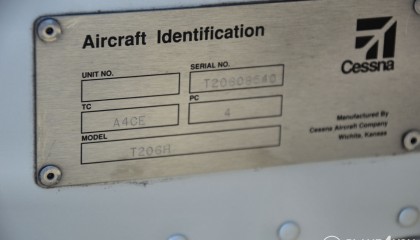 Aircraft Identification
Cessna
UNIT NO.
SERIAL NO.
TC
A4CE
PC
4
MODEL
T206H
Manufactured By
Cessna Aircraft Company
Wichita, Kansas